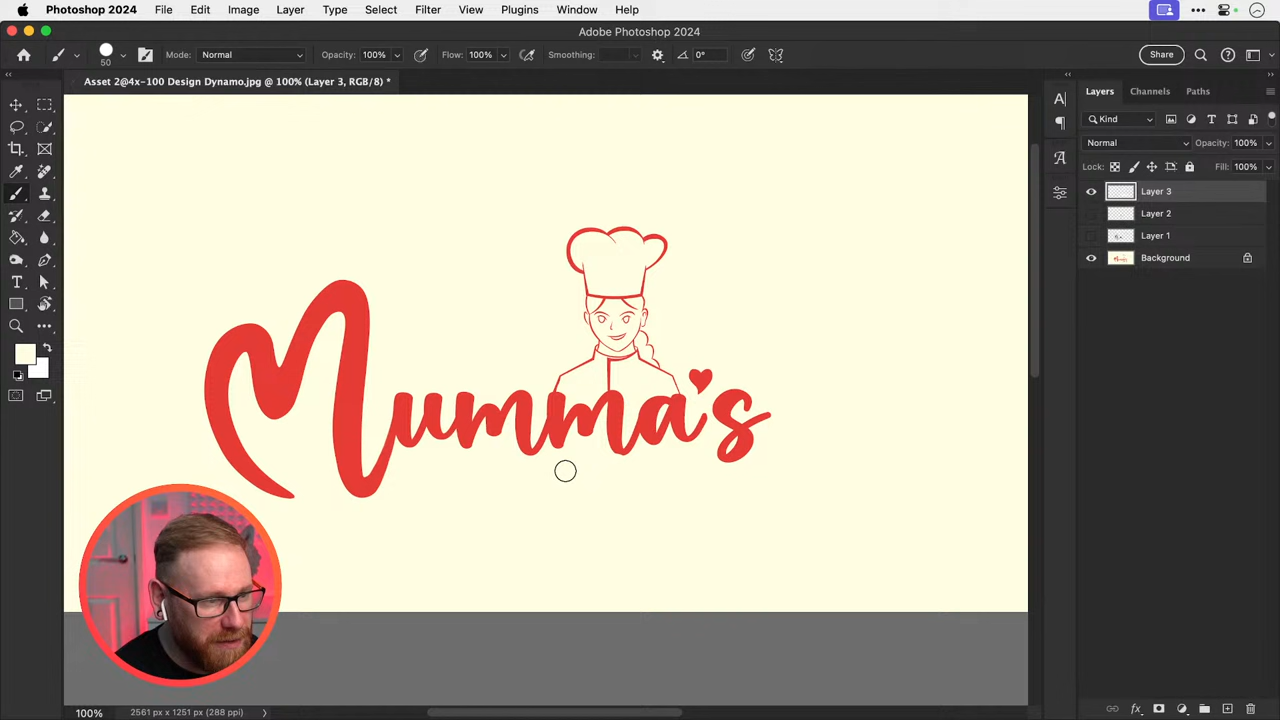 Photoshop 2024 File Edit Image Layer Type Select Filter View Plugins Window Help
Adobe Photoshop 2024
50 Mode: Normal Opacity: 100% Flow: 100% Smoothing: 0° Share
Asset 2@4x-100 Design Dynamo.jpg @ 100% (Layer 3, RGB/8) *
Layers Channels Paths
Kind
Normal Opacity: 100%
Lock: Fill: 100%
Layer 3
Layer 2
Layer 1
Background
Mumma's
100% 2561 px x 1251 px (288 ppi)